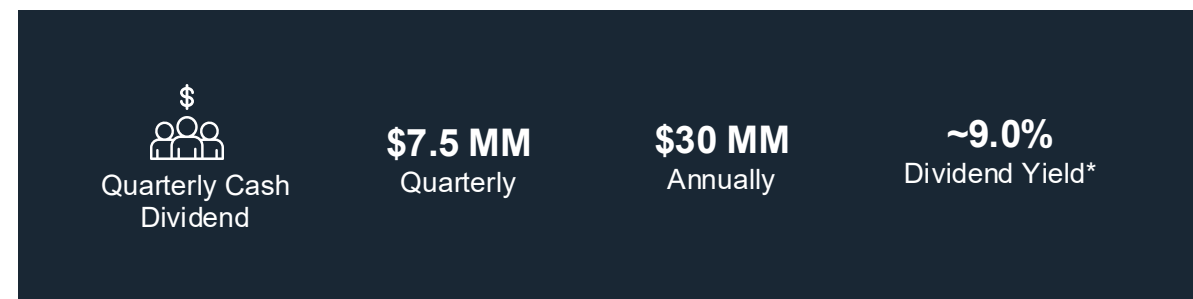 $
Quarterly Cash
Dividend
$7.5 MM
Quarterly
$30 MM
Annually
~9.0%
Dividend Yield*